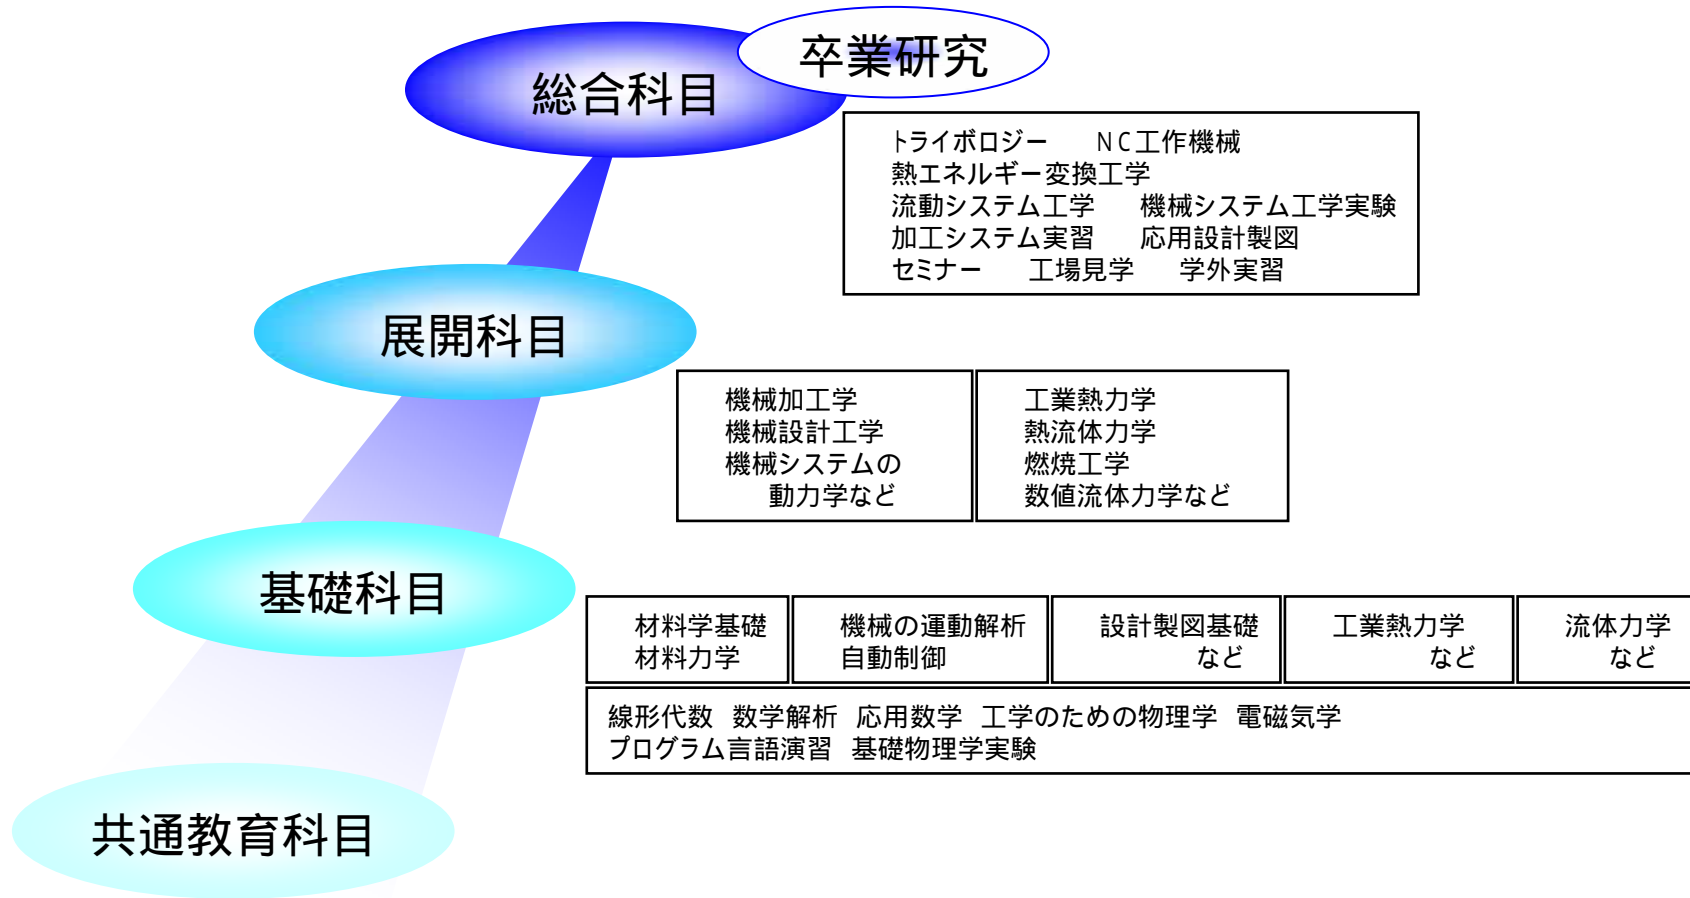 卒業研究
総合科目
トライボロジー　NC工作機械
熱エネルギー変換工学
流動システム工学　機械システム工学実験
加工システム実習　応用設計製図
セミナー　工場見学　学外実習
展開科目
機械加工学
機械設計工学
機械システムの
動力学など
工業熱力学
熱流体力学
燃焼工学
数値流体力学など
基礎科目
材料学基礎
材料力学
機械の運動解析
自動制御
設計製図基礎
など
工業熱力学
など
流体力学
など
線形代数　数学解析　応用数学　工学のための物理学　電磁気学
プログラム言語演習　基礎物理学実験
共通教育科目